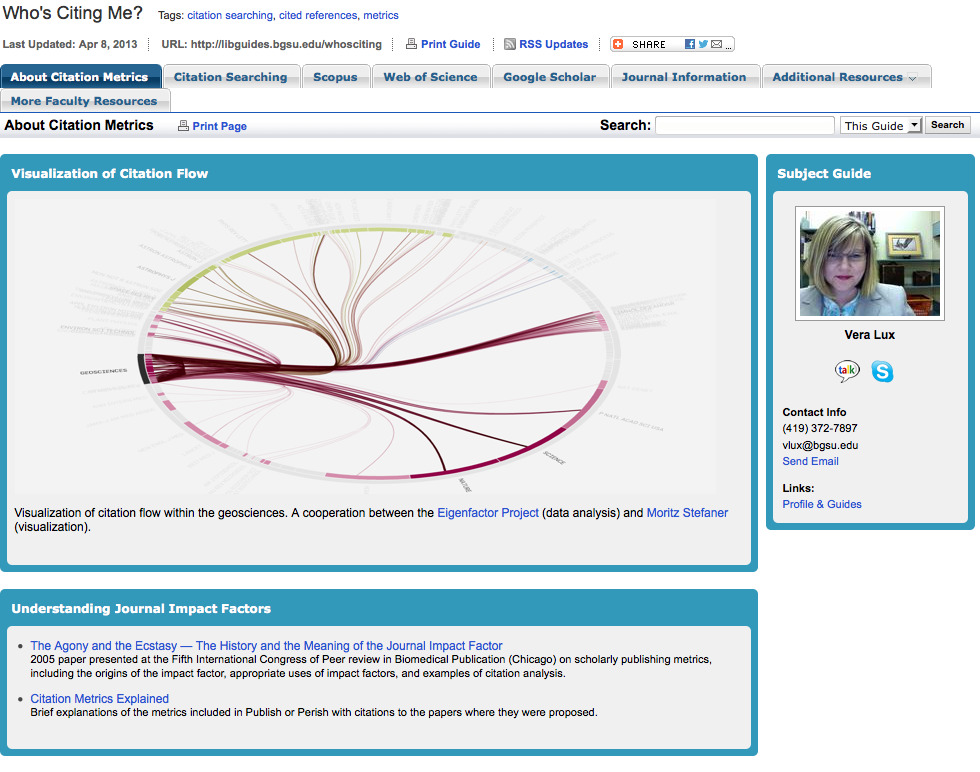 Who's Citing Me?
Tags: citation searching, cited references, metrics
Last Updated: Apr 8, 2013
URL: http://libguides.bgsu.edu/whosciting
Print Guide
RSS Updates
SHARE
About Citation Metrics
Citation Searching
Scopus
Web of Science
Google Scholar
Journal Information
Additional Resources
More Faculty Resources
About Citation Metrics
Print Page
Search:
This Guide
Search
Visualization of Citation Flow
GEOSCIENCES
SCIENCE
NATURE
Visualization of citation flow within the geosciences. A cooperation between the Eigenfactor Project (data analysis) and Moritz Stefaner
(visualization).
Subject Guide
Vera Lux
talk
S
Contact Info
(419) 372-7897
vlux@bgsu.edu
Send Email
Links:
Profile & Guides
Understanding Journal Impact Factors
The Agony and the Ecstasy — The History and the Meaning of the Journal Impact Factor
2005 paper presented at the Fifth International Congress of Peer review in Biomedical Publication (Chicago) on scholarly publishing metrics,
including the origins of the impact factor, appropriate uses of impact factors, and examples of citation analysis.
Citation Metrics Explained
Brief explanations of the metrics included in Publish or Perish with citations to the papers where they were proposed.